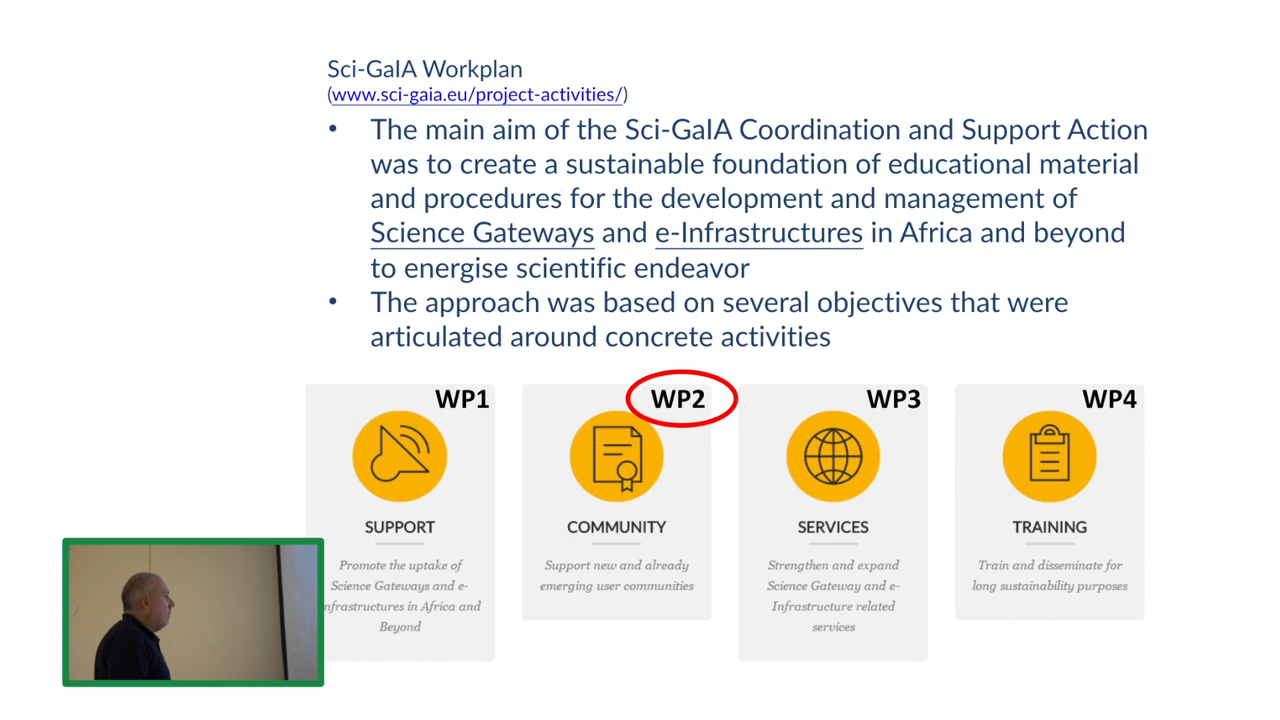 Sci-GaIA Workplan
(www.sci-gaia.eu/project-activities/)
• The main aim of the Sci-GaIA Coordination and Support Action
was to create a sustainable foundation of educational material
and procedures for the development and management of
Science Gateways and e-Infrastructures in Africa and beyond
to energise scientific endeavor
• The approach was based on several objectives that were
articulated around concrete activities
WP1
SUPPORT
Promote the uptake of
Science Gateways and e-
nfrastructures in Africa and
Beyond
WP2
COMMUNITY
Support new and already
emerging user communities
WP3
SERVICES
Strengthen and expand
Science Gateway and e-
Infrastructure related
services
WP4
TRAINING
Train and disseminate for
long sustainability purposes